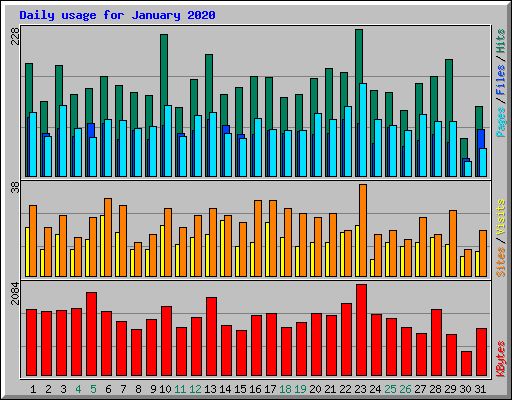 Daily usage for January 2020
228
Pages / Files / Hits
38
Sites / Visits
2084
KBytes
1 2 3 4 5 6 7 8 9 10 11 12 13 14 15 16 17 18 19 20 21 22 23 24 25 26 27 28 29 30 31